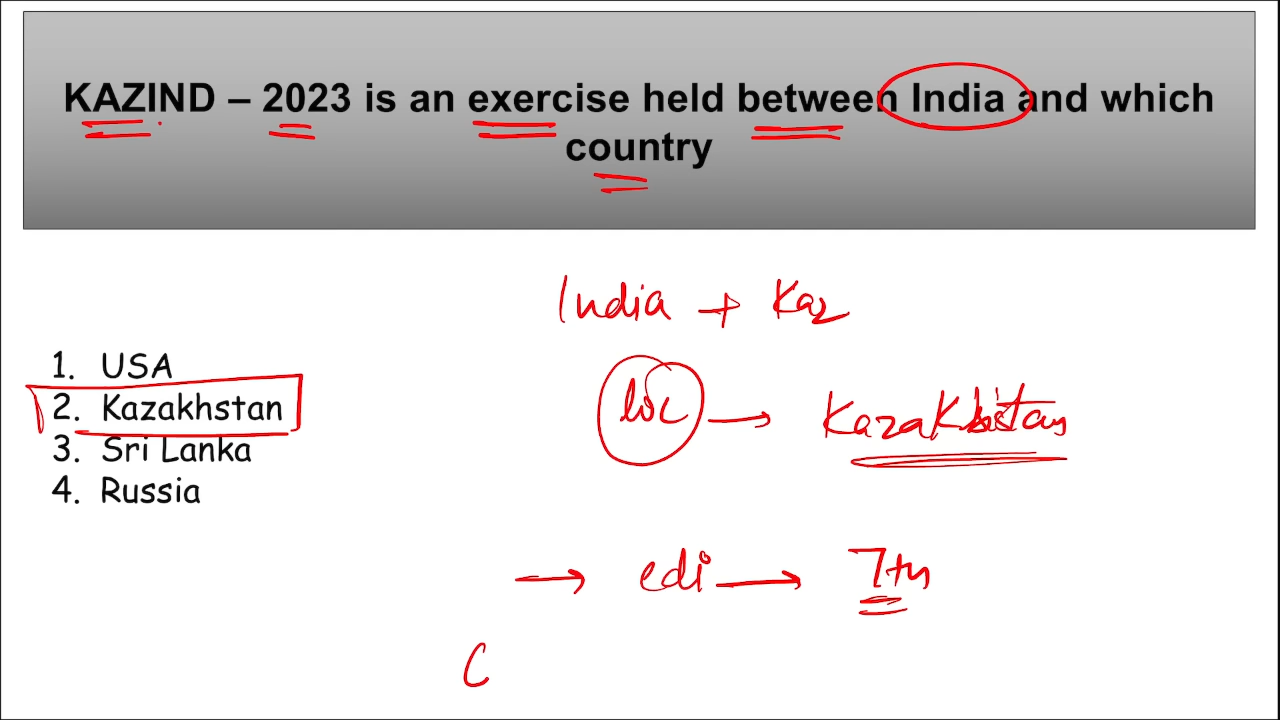 KAZIND – 2023 is an exercise held between India and which
country
India + Kaz
1. USA
2. Kazakhstan
3. Sri Lanka
4. Russia
loc → Kazakhstan
→ edi → 7th
C